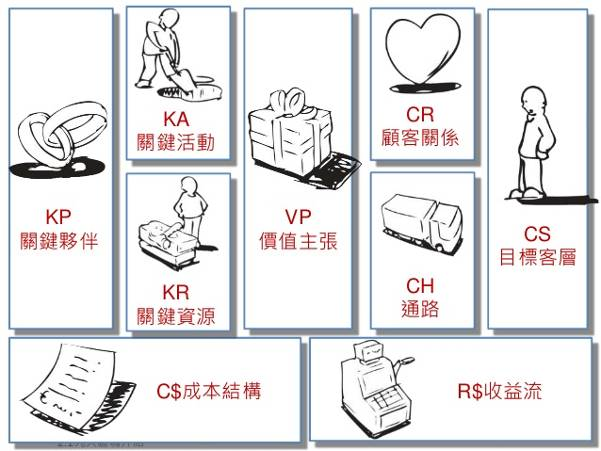 KP
關鍵夥伴
KA
關鍵活動
KR
關鍵資源
VP
價值主張
CR
顧客關係
CH
通路
CS
目標客層
C$成本結構
R$收益流